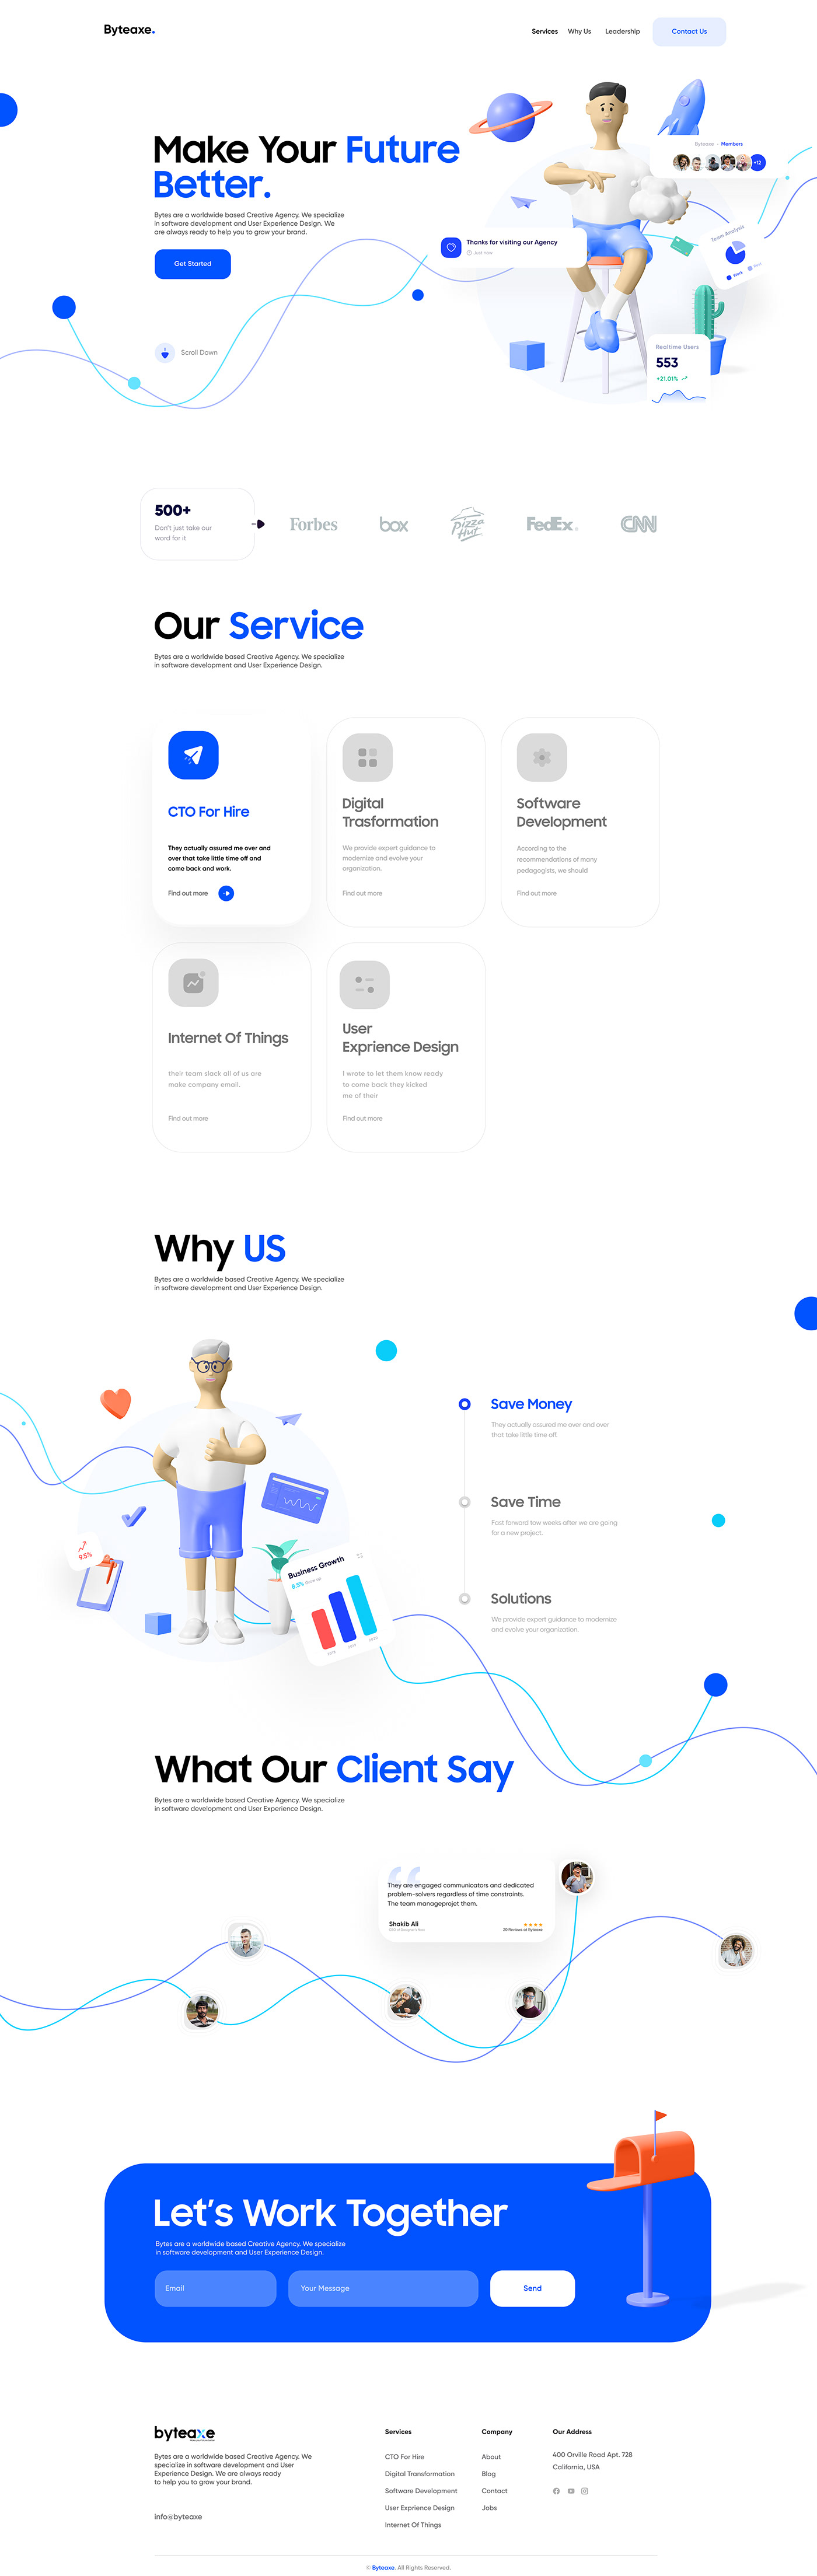 Byteaxe.
Services Why Us Leadership Contact Us
Make Your Future
Better.
Bytes are a worldwide based Creative Agency. We specialize
in software development and User Experience Design. We
are always ready to help you to grow your brand.
Get Started
Scroll Down
Byteaxe - Members
+12
Thanks for visiting our Agency
Just now
Team Analysis
Work
Realtime Users
553
+21.01%
500+
Don't just take our
word for it
Forbes
box
Pizza
Hut
FedEx®
CNN
Our Service
Bytes are a worldwide based Creative Agency. We specialize
in software development and User Experience Design.
CTO For Hire
They actually assured me over and
over that take little time off and
come back and work.
Find out more
Digital
Trasformation
We provide expert guidance to
modernize and evolve your
organization.
Find out more
Software
Development
According to the
recommendations of many
pedagogists, we should
Find out more
Internet Of Things
their team slack all of us are
make company email.
Find out more
User
Exprience Design
I wrote to let them know ready
to come back they kicked
me of their
Find out more
Why US
Bytes are a worldwide based Creative Agency. We specialize
in software development and User Experience Design.
9,5%
Business Growth
8.5%
Save Money
They actually assured me over and over
that take little time off.
Save Time
Fast forward tow weeks after we are going
for a new project.
Solutions
We provide expert guidance to modernize
and evolve your organization.
What Our Client Say
Bytes are a worldwide based Creative Agency. We specialize
in software development and User Experience Design.
They are engaged communicators and dedicated
problem-solvers regardless of time constraints.
The team manageprojet them.
Shakib Ali
20 Reviews at Byteaxe
Let's Work Together
Bytes are a worldwide based Creative Agency. We specialize
in software development and User Experience Design.
Email
Your Message
Send
byteaxe
Bytes are a worldwide based Creative Agency. We
specialize in software development and User
Experience Design. We are always ready
to help you to grow your brand.
info@byteaxe
Services
CTO For Hire
Digital Transformation
Software Development
User Exprience Design
Internet Of Things
Company
About
Blog
Contact
Jobs
Our Address
400 Orville Road Apt. 728
California, USA
© Byteaxe. All Rights Reserved.